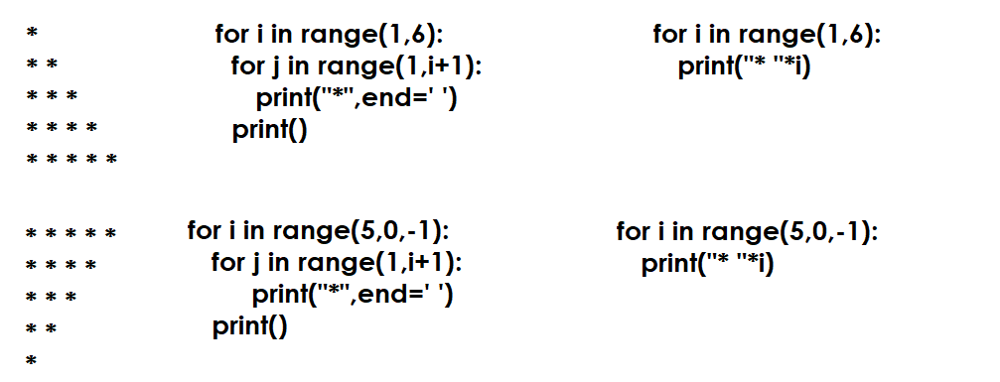 *
* *
* * *
* * * *
* * * * *
for i in range(1,6):
for j in range(1,i+1):
print("*",end=' ')
print()
for i in range(1,6):
print("* "*i)
* * * * *
* * * *
* * *
* *
*
for i in range(5,0,-1):
for j in range(1,i+1):
print("*",end=' ')
print()
for i in range(5,0,-1):
print("* "*i)